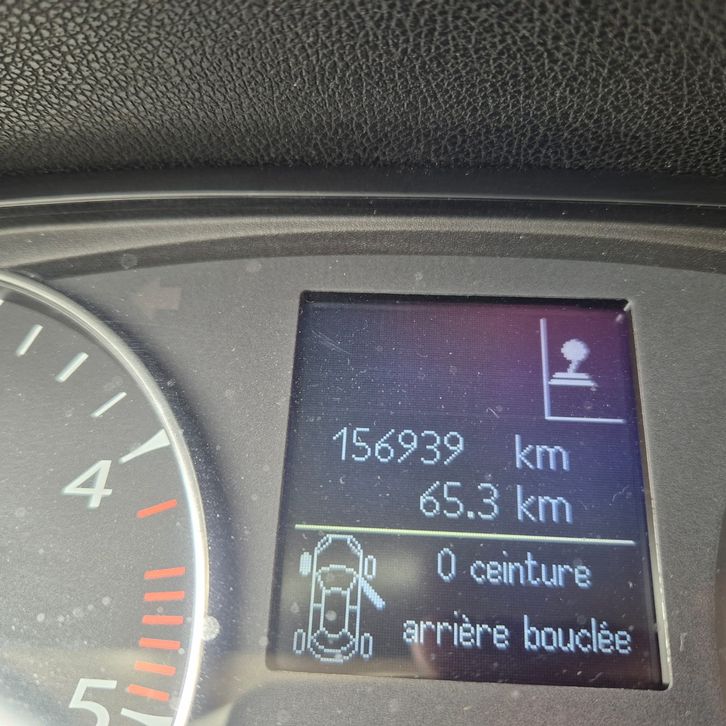 156939 km
65.3 km
4
0 ceinture
arrière bouclée
5